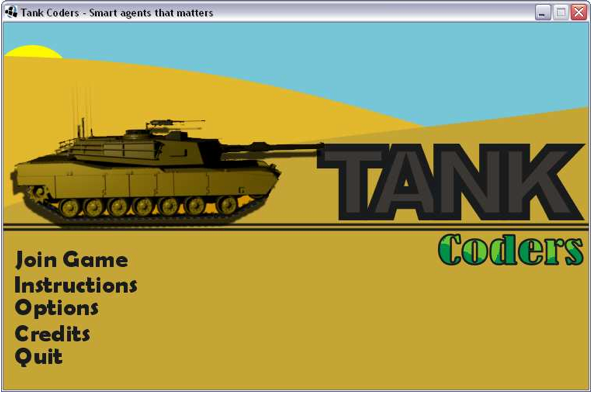 Tank Coders - Smart agents that matters
TANK
Coders
Join Game
Instructions
Options
Credits
Quit